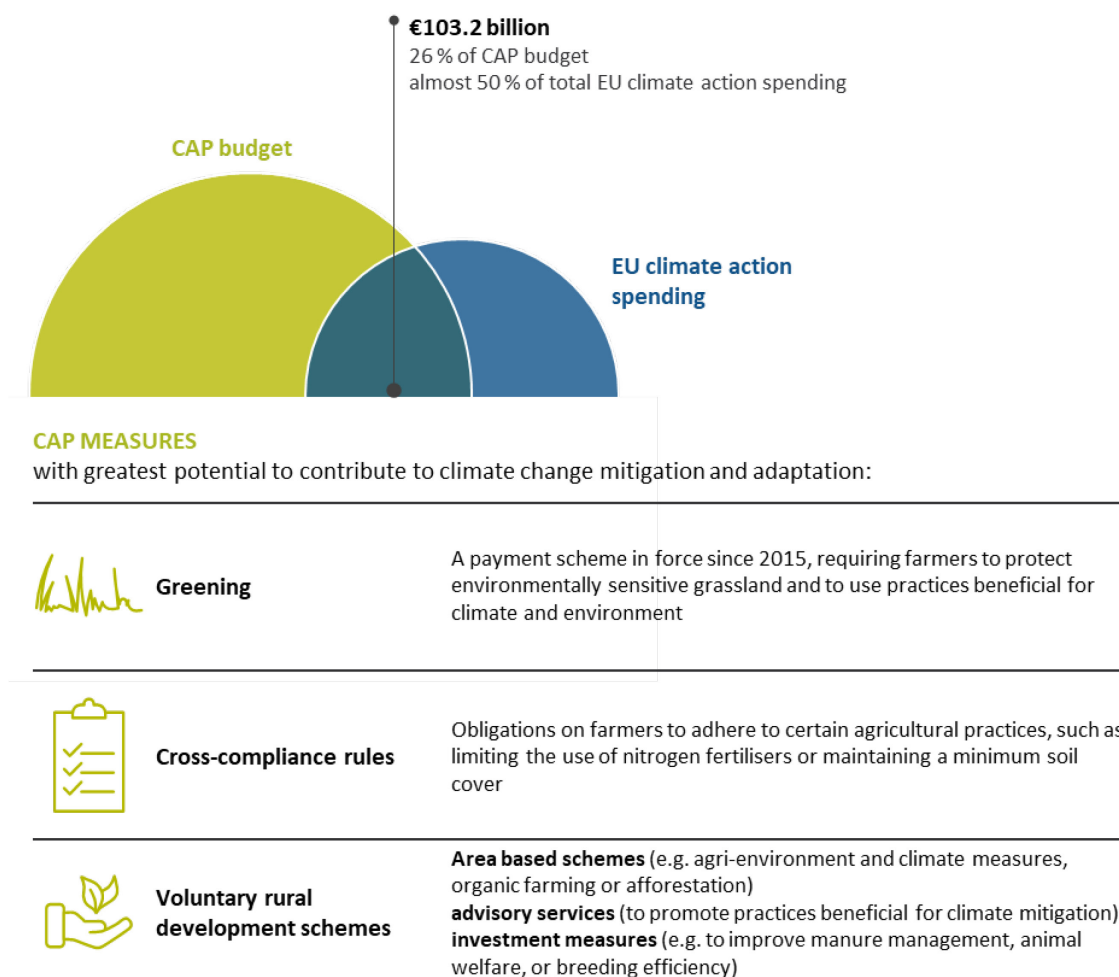 €103.2 billion
26 % of CAP budget
almost 50 % of total EU climate action spending
CAP budget
EU climate action
spending
CAP MEASURES
with greatest potential to contribute to climate change mitigation and adaptation:
Greening
A payment scheme in force since 2015, requiring farmers to protect
environmentally sensitive grassland and to use practices beneficial for
climate and environment
Cross-compliance rules
Obligations on farmers to adhere to certain agricultural practices, such as
limiting the use of nitrogen fertilisers or maintaining a minimum soil
cover
Voluntary rural
development schemes
Area based schemes (e.g. agri-environment and climate measures,
organic farming or afforestation)
advisory services (to promote practices beneficial for climate mitigation)
investment measures (e.g. to improve manure management, animal
welfare, or breeding efficiency)